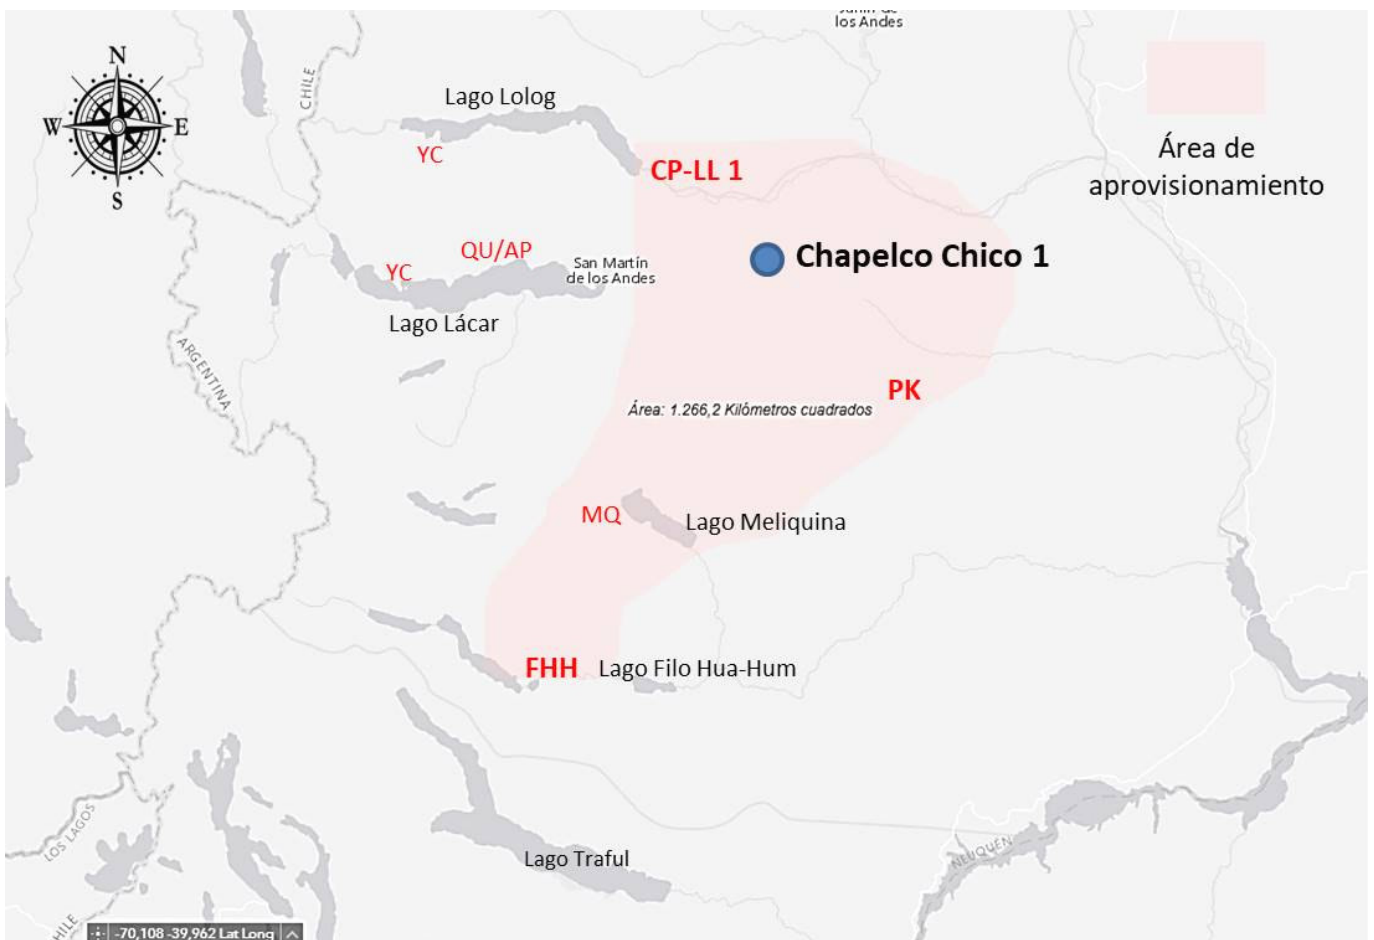 Junín de
los Andes
N
W
E
S
CHILE
Lago Lolog
YC
CP-LL 1
Área de
aprovisionamiento
QU/AP
YC
San Martín
de los Andes
Chapelco Chico 1
Lago Lácar
ARGENTINA
PK
Área: 1.266,2 Kilómetros cuadrados
MQ
Lago Meliquina
FHH
Lago Filo Hua-Hum
LOS LAGOS
Lago Traful
NEUQUÉN
-70,108 -39,962 Lat Long